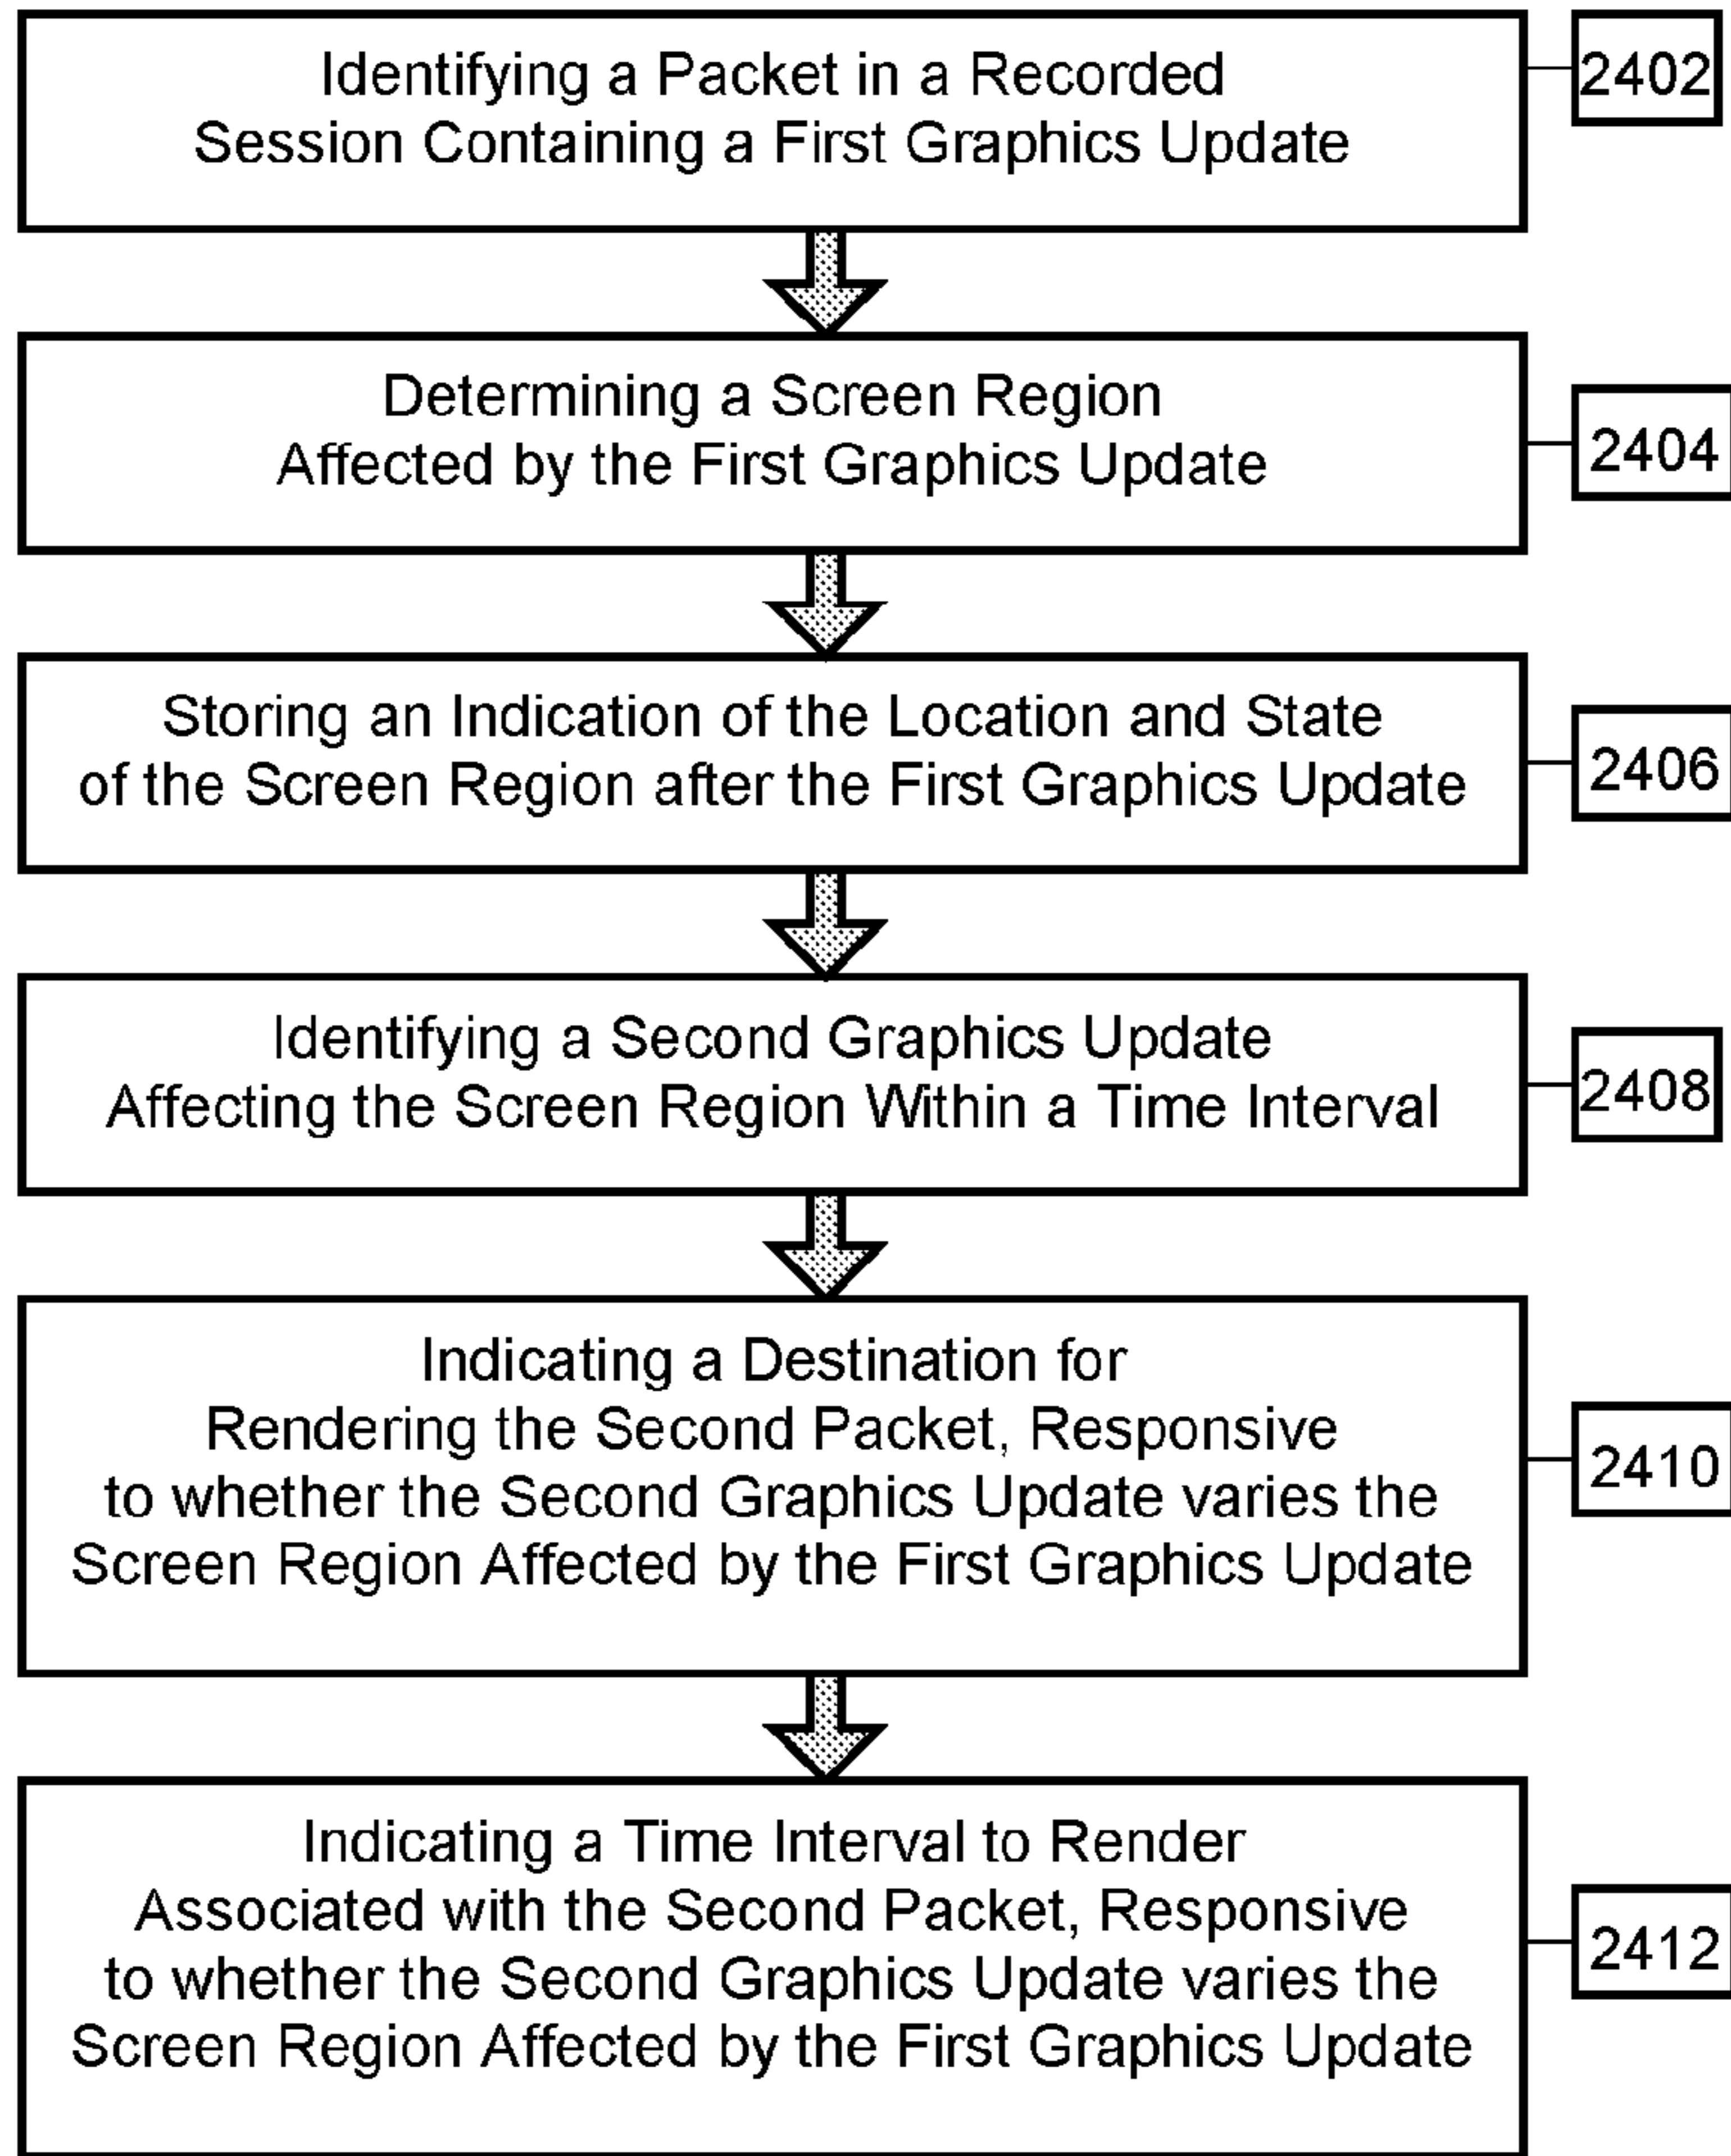 Identifying a Packet in a Recorded
Session Containing a First Graphics Update
2402
Determining a Screen Region
Affected by the First Graphics Update
2404
Storing an Indication of the Location and State
of the Screen Region after the First Graphics Update
2406
Identifying a Second Graphics Update
Affecting the Screen Region Within a Time Interval
2408
Indicating a Destination for
Rendering the Second Packet, Responsive
to whether the Second Graphics Update varies the
Screen Region Affected by the First Graphics Update
2410
Indicating a Time Interval to Render
Associated with the Second Packet, Responsive
to whether the Second Graphics Update varies the
Screen Region Affected by the First Graphics Update
2412